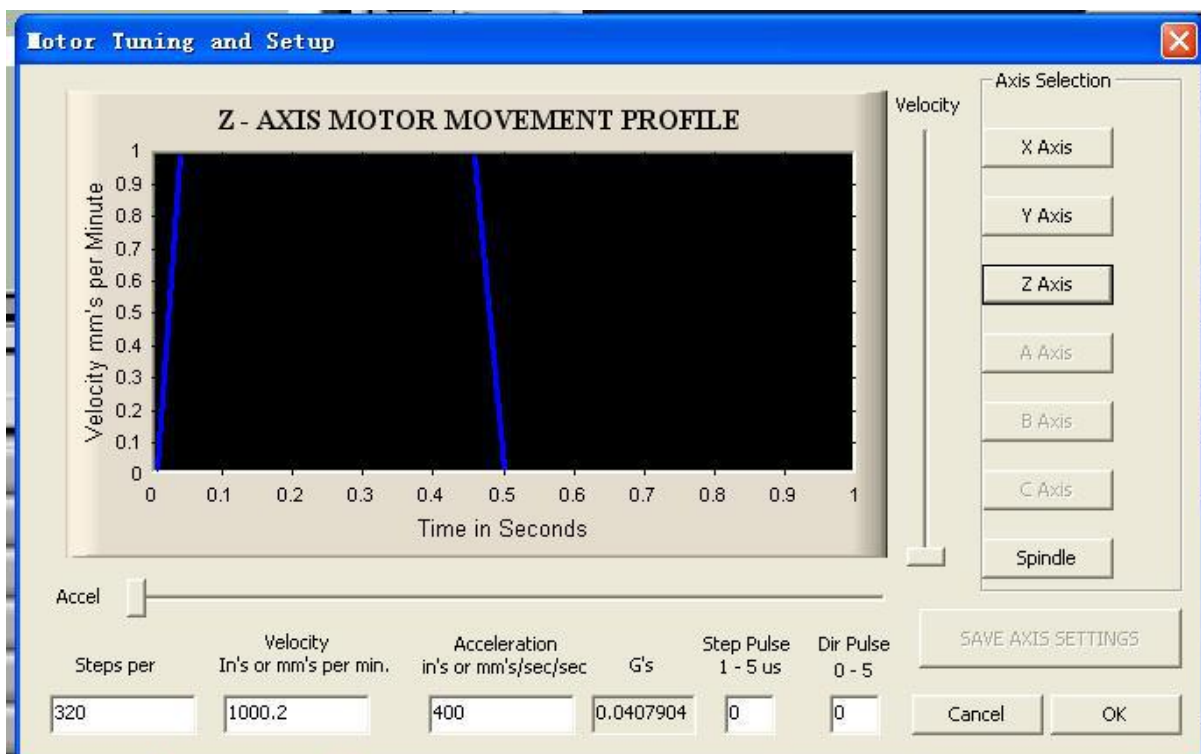 Motor Tuning and Setup
Axis Selection
Velocity
Z - AXIS MOTOR MOVEMENT PROFILE
Velocity mm's per Minute
1
0.9
0.8
0.7
0.6
0.5
0.4
0.3
0.2
0.1
0
0 0.1 0.2 0.3 0.4 0.5 0.6 0.7 0.8 0.9 1
Time in Seconds
X Axis
Y Axis
Z Axis
A Axis
B Axis
C Axis
Spindle
Accel
SAVE AXIS SETTINGS
Steps per
Velocity
In's or mm's per min.
Acceleration
in's or mm's/sec/sec
G's
Step Pulse
1 - 5 us
Dir Pulse
0 - 5
320
1000.2
400
0.0407904
0
0
Cancel
OK